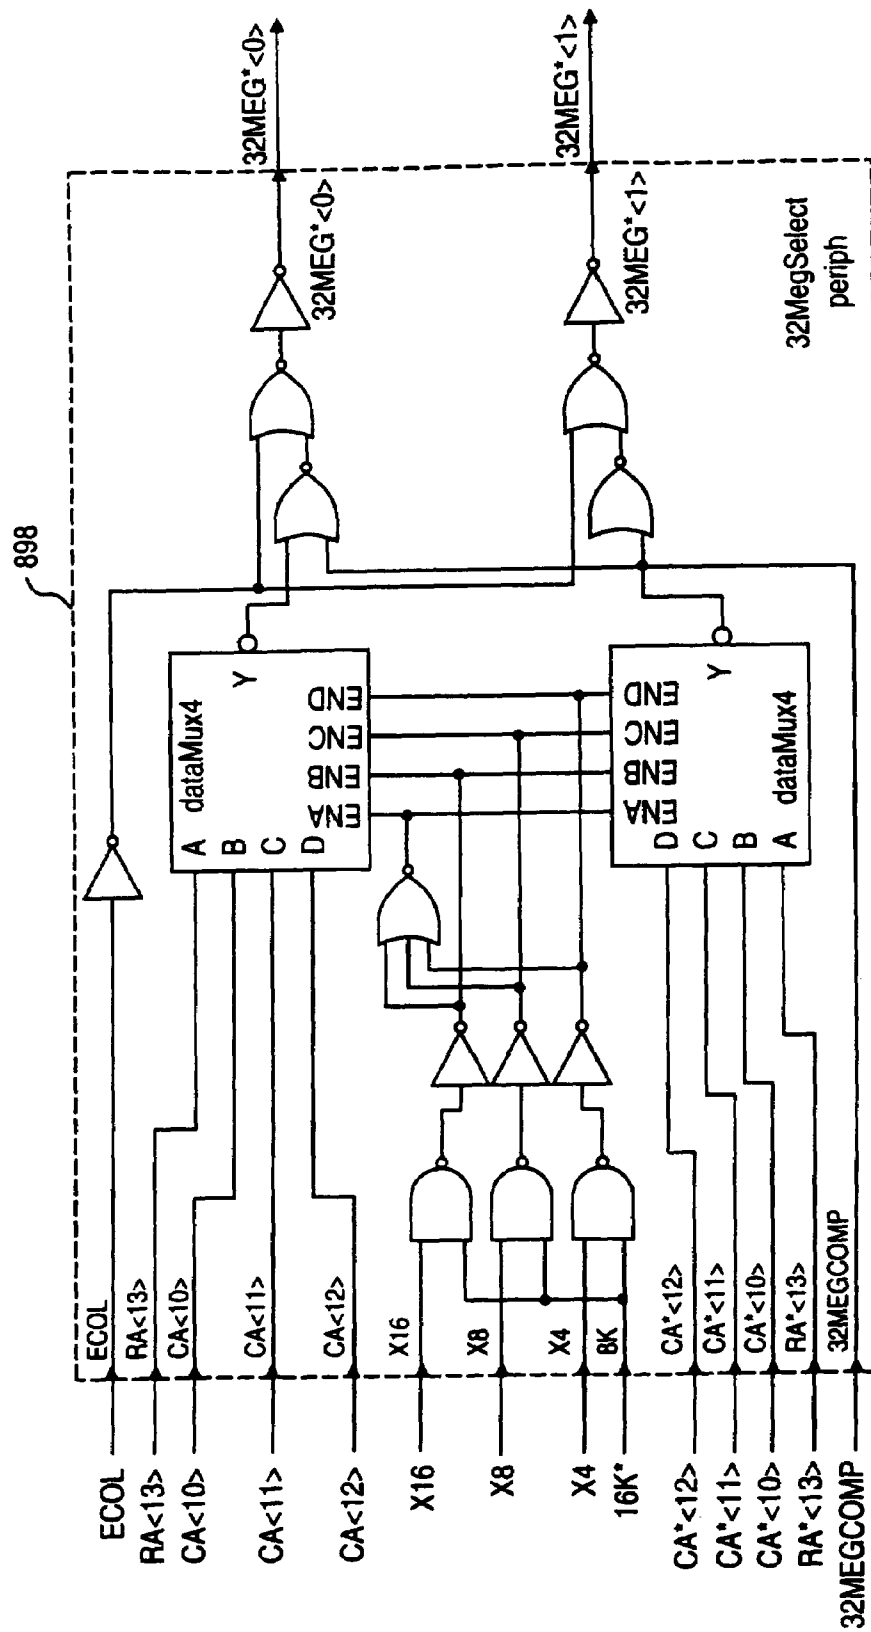 898
ECOL
ECOL
RA<13>
RA<13>
CA<10>
CA<10>
CA<11>
CA<11>
CA<12>
CA<12>
A
B
C
D
dataMux4
Y
ENA
ENB
ENC
END
32MEG*<0>
32MEG*<0>
X16
X16
X8
X8
X4
X4
16K*
8K
CA*<12>
CA*<12>
CA*<11>
CA*<11>
CA*<10>
CA*<10>
RA*<13>
RA*<13>
32MEGCOMP
32MEGCOMP
D
C
B
A
dataMux4
Y
ENA
ENB
ENC
END
32MEG*<1>
32MEG*<1>
32MegSelect
periph